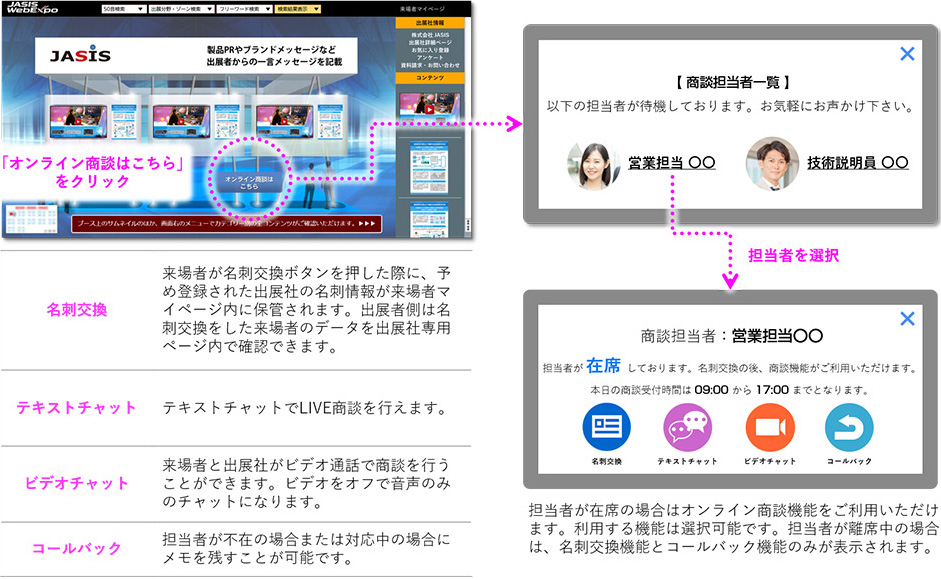 JASIS
WebExpo
50音検索 ▼
出展分野・ゾーン検索 ▼
フリーワード検索 ▼
検索結果表示 ▼
来場者マイページ
出展社情報
株式会社 JASIS
出展社詳細ページ
お気に入り登録
アンケート
資料請求・お問い合わせ
コンテンツ
JASIS
製品PRやブランドメッセージなど
出展者からの一言メッセージを記載
「オンライン商談はこちら」
をクリック
オンライン商談は
こちら
ブース上のサムネイルのほか、画面右のメニューでカテゴリー別の全コンテンツがご確認いただけます。▶▶▶
【 商談担当者一覧 】
以下の担当者が待機しております。お気軽にお声かけ下さい。
営業担当 〇〇
技術説明員 〇〇
担当者を選択
商談担当者：営業担当〇〇
担当者が 在席 しております。名刺交換の後、商談機能がご利用いただけます。
本日の商談受付時間は 09:00 から 17:00 までとなります。
名刺交換
テキストチャット
ビデオチャット
コールバック
担当者が在席の場合はオンライン商談機能をご利用いただけ
ます。利用する機能は選択可能です。担当者が離席中の場合
は、名刺交換機能とコールバック機能のみが表示されます。
名刺交換
来場者が名刺交換ボタンを押した際に、予
め登録された出展社の名刺情報が来場者マ
イページ内に保管されます。出展者側は名
刺交換をした来場者のデータを出展社専用
ページ内で確認できます。
テキストチャット
テキストチャットでLIVE商談を行えます。
ビデオチャット
来場者と出展社がビデオ通話で商談を行う
ことができます。ビデオをオフで音声のみ
のチャットになります。
コールバック
担当者が不在の場合または対応中の場合に
メモを残すことが可能です。